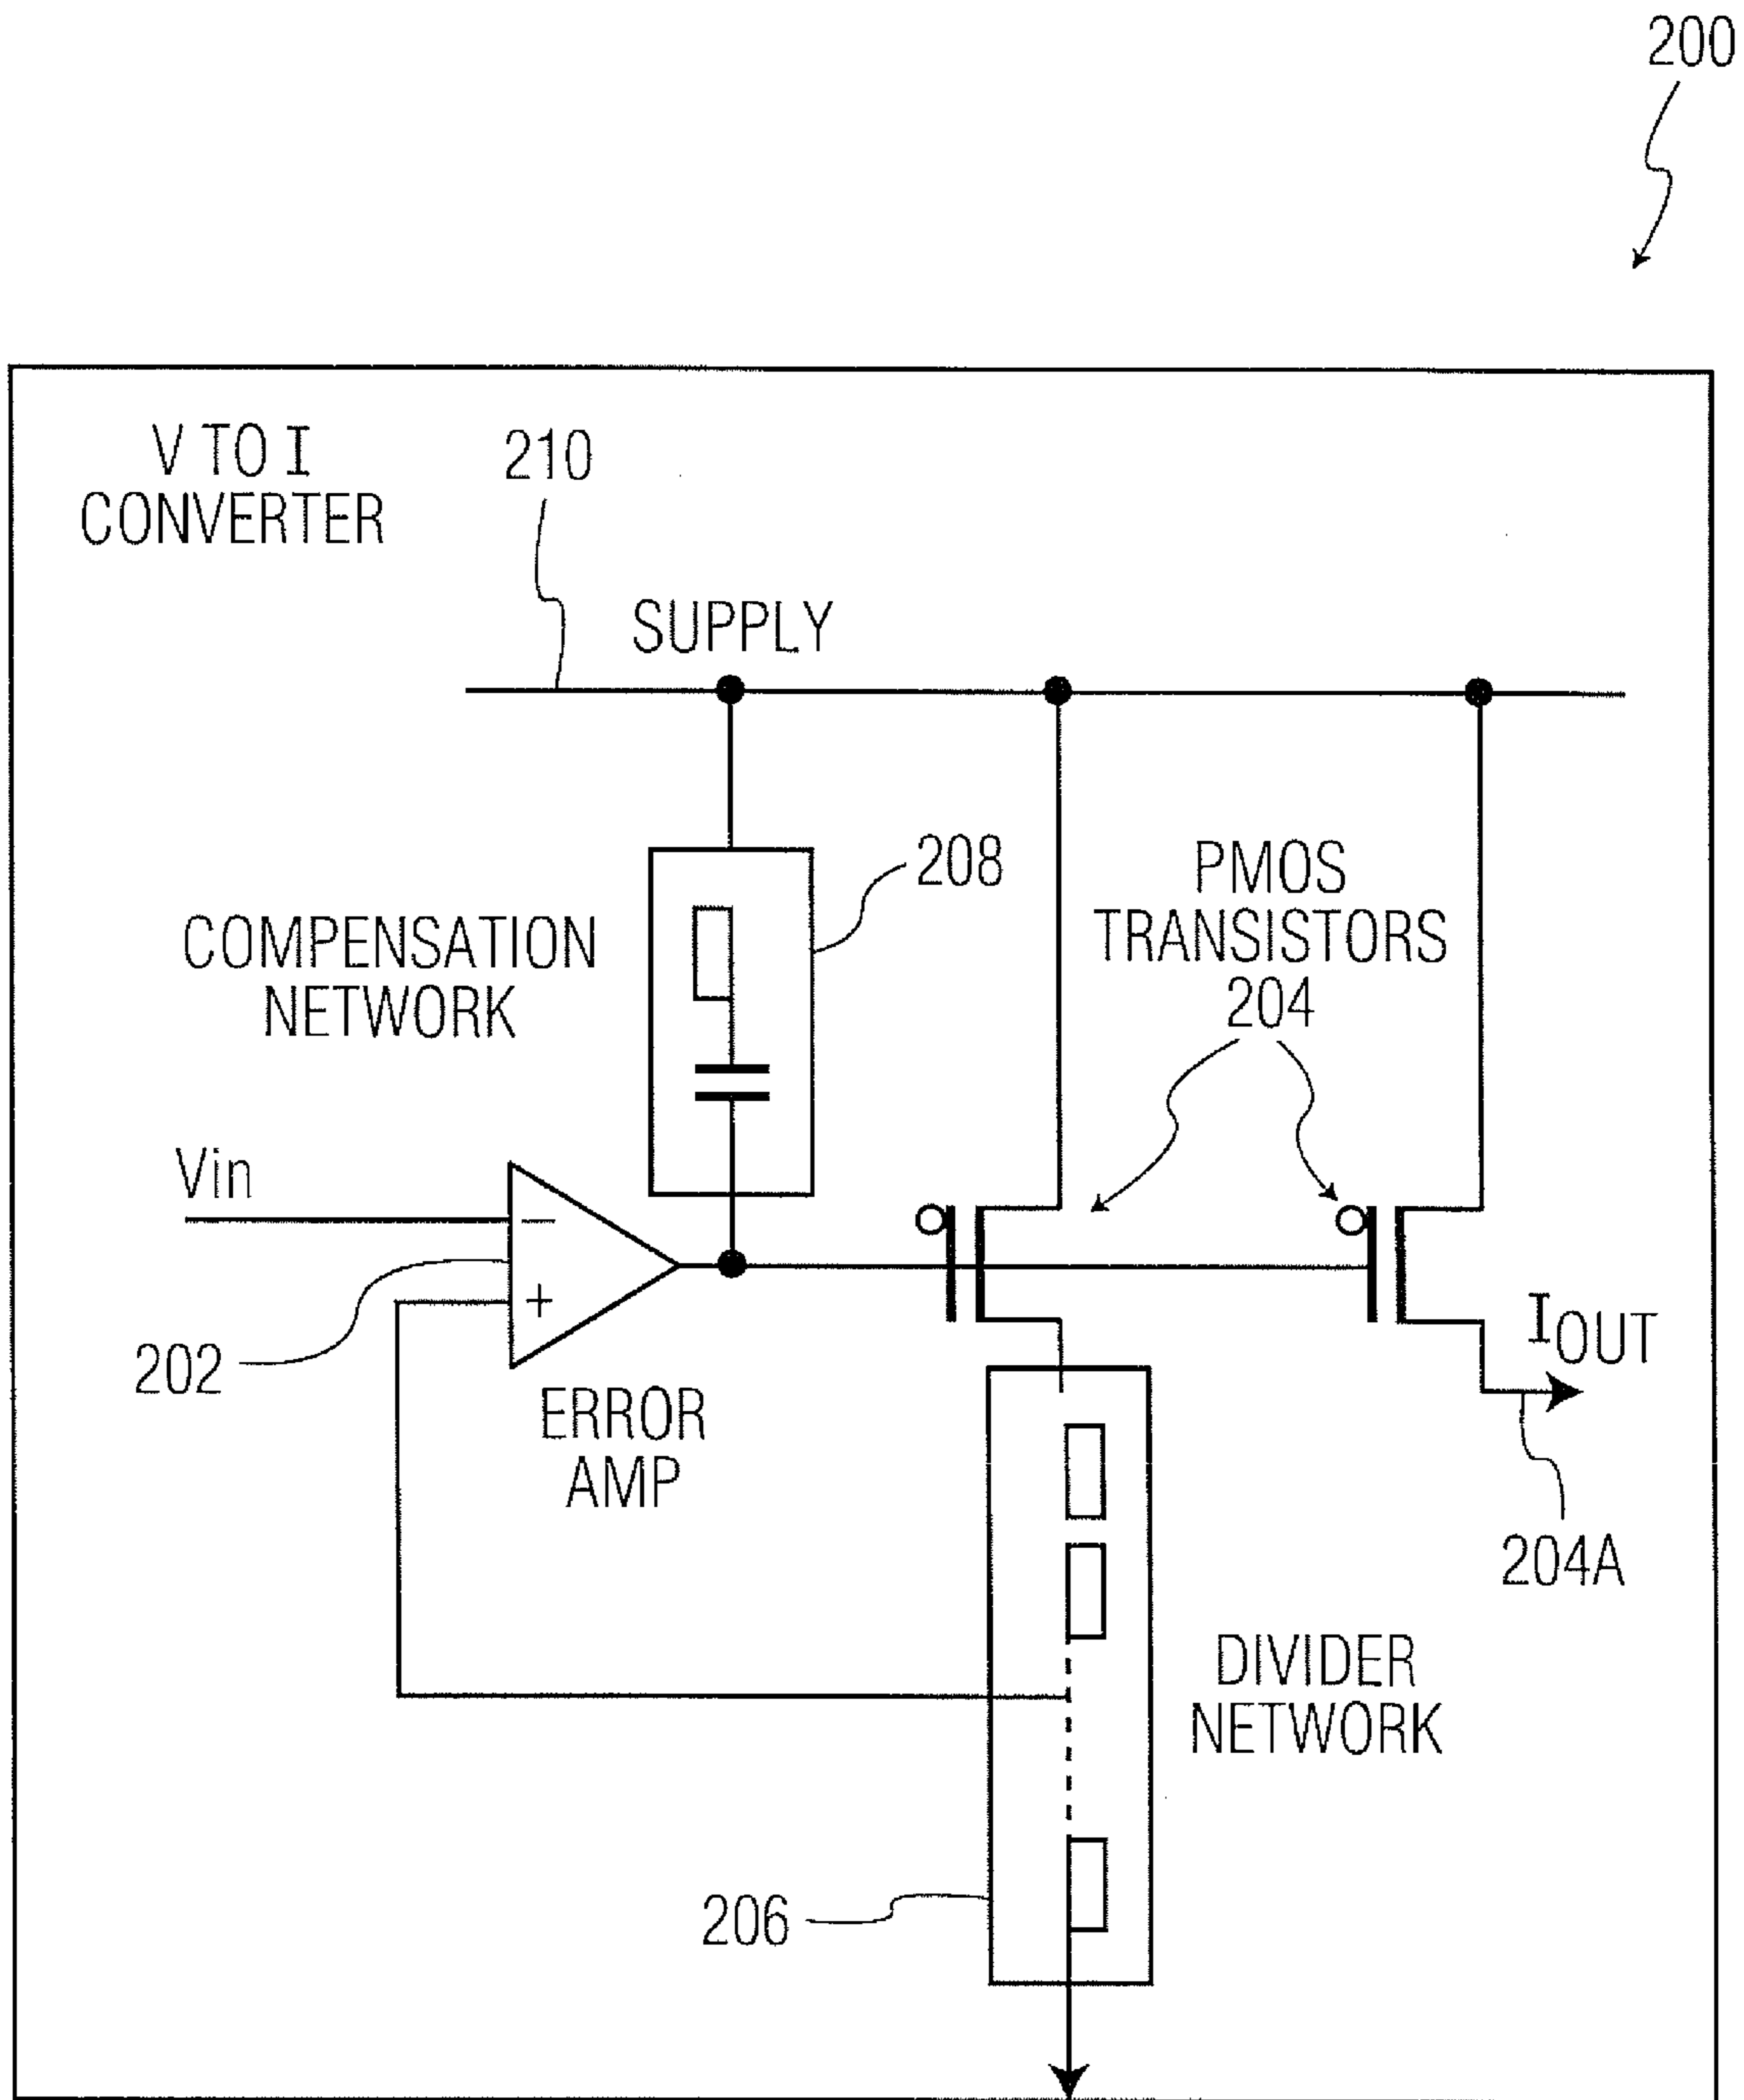 200
V TO I
CONVERTER
210
SUPPLY
208
PMOS
TRANSISTORS
204
COMPENSATION
NETWORK
Vin
−
+
202
ERROR
AMP
IOUT
204A
DIVIDER
NETWORK
206